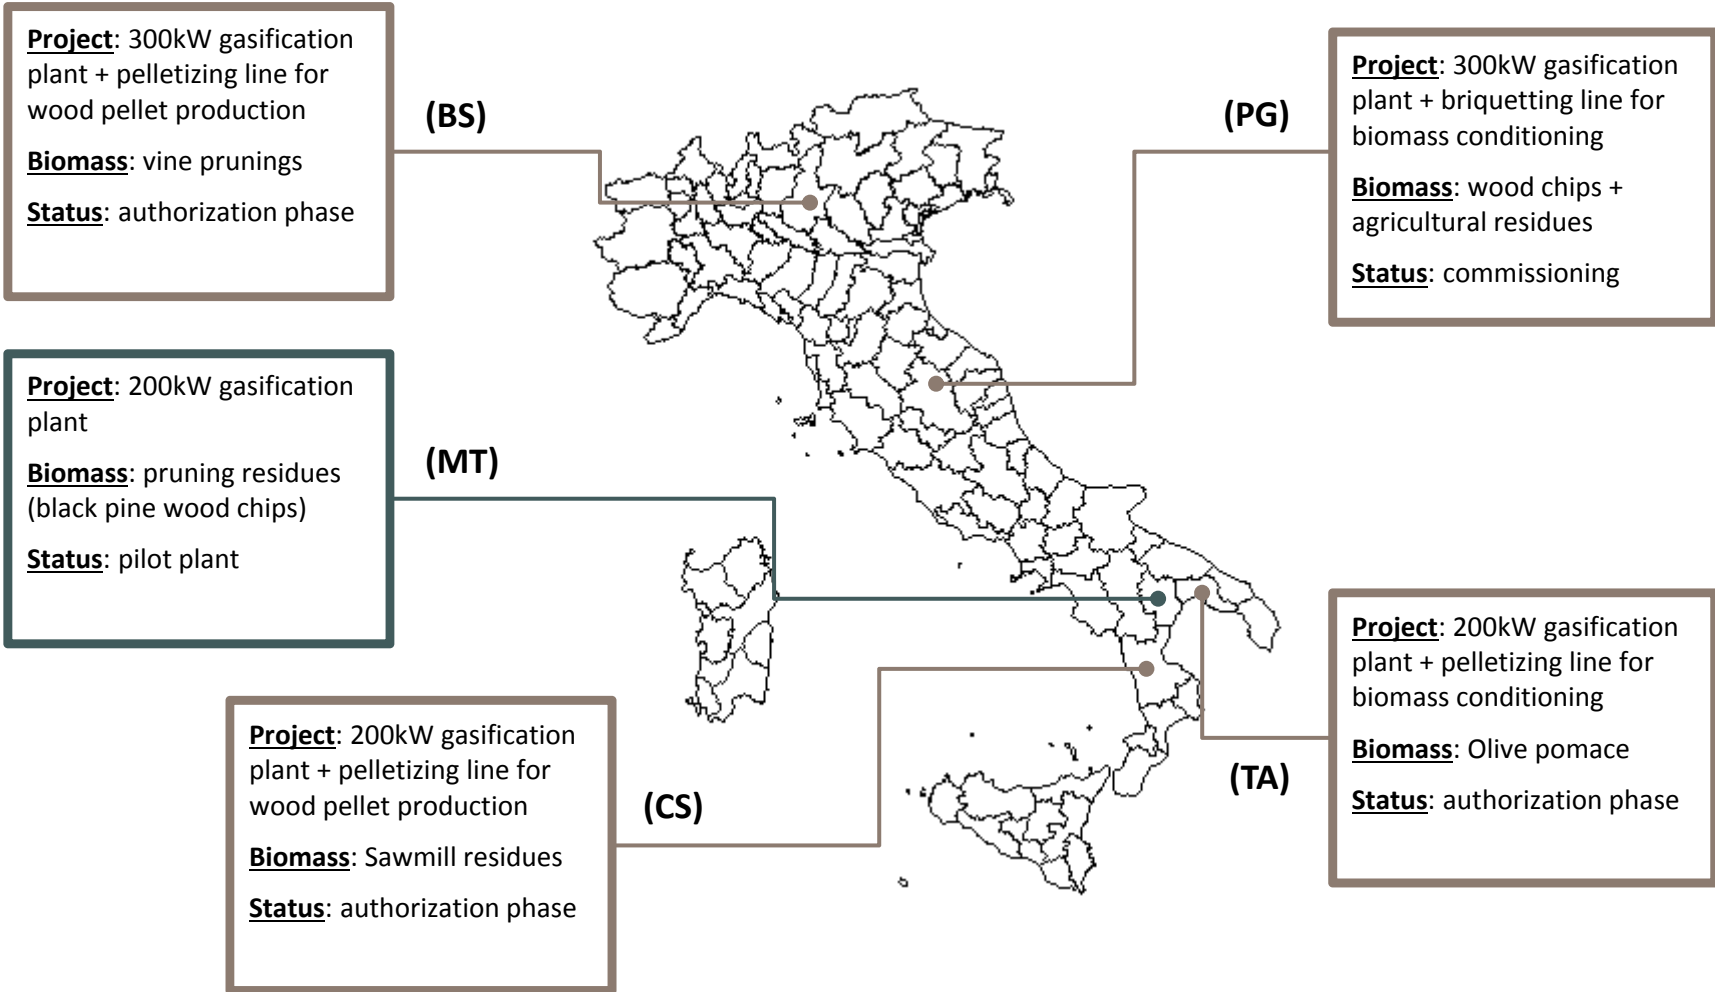 Project: 300kW gasification
plant + pelletizing line for
wood pellet production
Biomass: vine prunings
Status: authorization phase
(BS)
(PG)
Project: 300kW gasification
plant + briquetting line for
biomass conditioning
Biomass: wood chips +
agricultural residues
Status: commissioning
Project: 200kW gasification
plant
Biomass: pruning residues
(black pine wood chips)
Status: pilot plant
(MT)
Project: 200kW gasification
plant + pelletizing line for
biomass conditioning
Biomass: Olive pomace
Status: authorization phase
(TA)
Project: 200kW gasification
plant + pelletizing line for
wood pellet production
Biomass: Sawmill residues
Status: authorization phase
(CS)